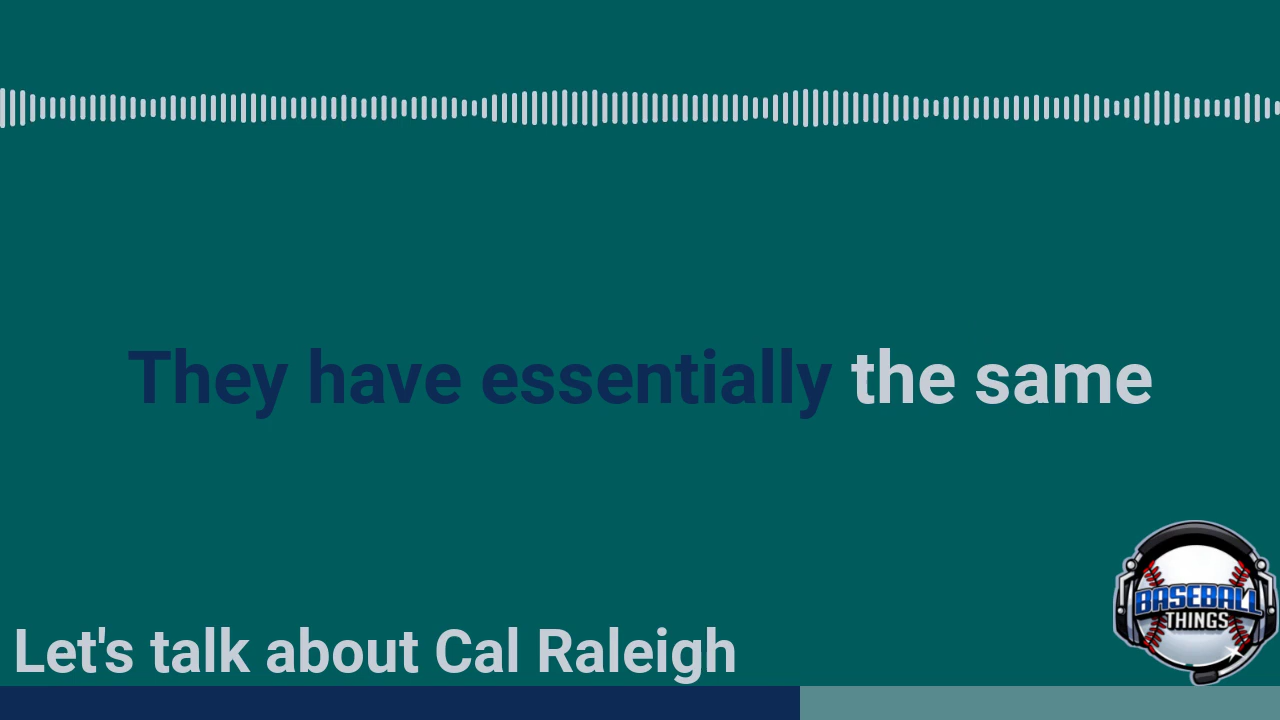 They have essentially the same
BASEBALL
THINGS
Let's talk about Cal Raleigh